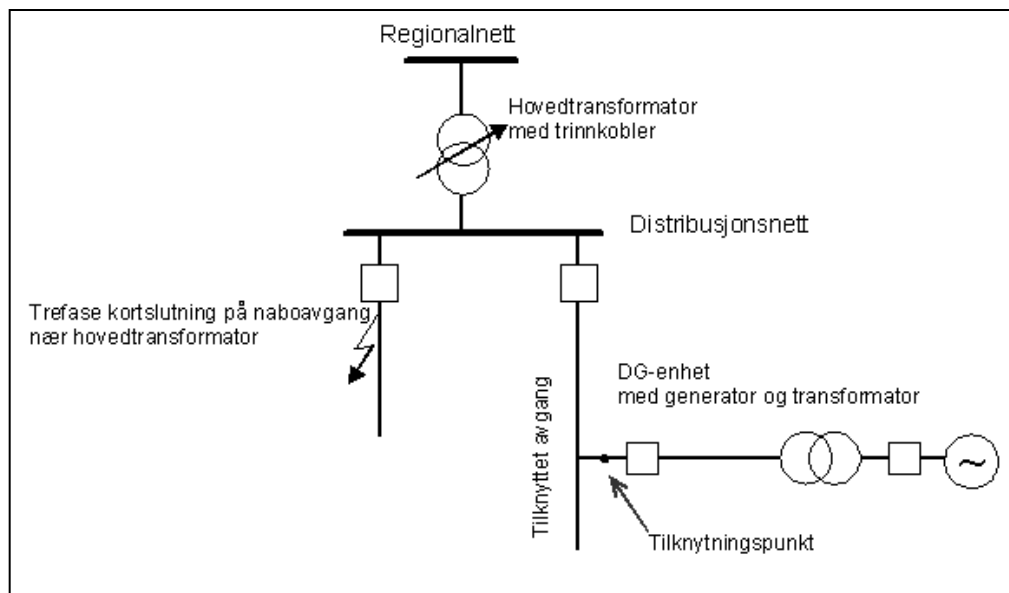 Regionalnett
Hovedtransformator
med trinnkobler
Distribusjonsnett
Trefase kortslutning på naboavgang
nær hovedtransformator
DG-enhet
med generator og transformator
Tilknyttet avgang
~
Tilknytningspunkt